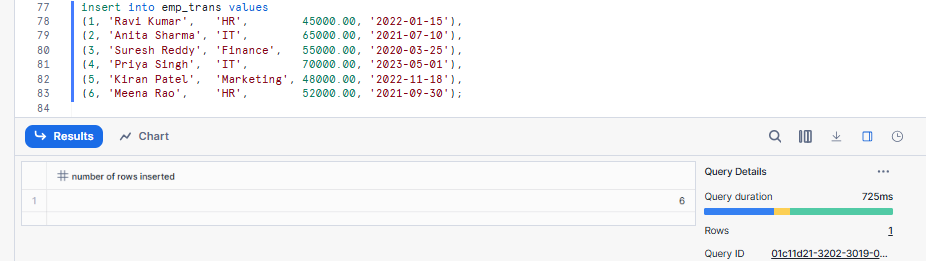 77 insert into emp_trans values
78 (1, 'Ravi Kumar', 'HR', 45000.00, '2022-01-15'),
79 (2, 'Anita Sharma', 'IT', 65000.00, '2021-07-10'),
80 (3, 'Suresh Reddy', 'Finance', 55000.00, '2020-03-25'),
81 (4, 'Priya Singh', 'IT', 70000.00, '2023-05-01'),
82 (5, 'Kiran Patel', 'Marketing', 48000.00, '2022-11-18'),
83 (6, 'Meena Rao', 'HR', 52000.00, '2021-09-30');
84
Results Chart
# number of rows inserted
1 6
Query Details ...
Query duration 725ms
Rows 1
Query ID 01c11d21-3202-3019-0...